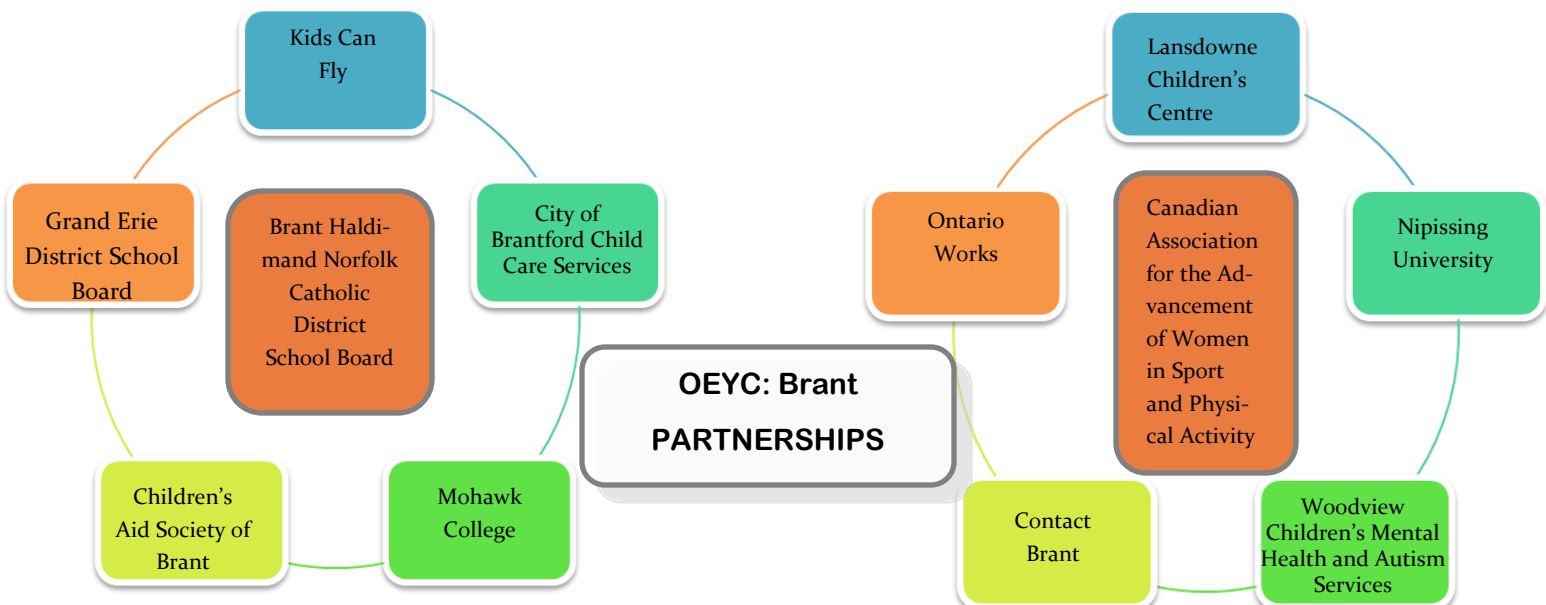 Kids Can
Fly
Grand Erie
District School
Board
Brant Haldi-
mand Norfolk
Catholic
District
School Board
City of
Brantford Child
Care Services
Children's
Aid Society of
Brant
Mohawk
College
OEYC: Brant
PARTNERSHIPS
Lansdowne
Children's
Centre
Ontario
Works
Canadian
Association
for the Ad-
vancement
of Women
in Sport
and Physi-
cal Activity
Nipissing
University
Contact
Brant
Woodview
Children's Mental
Health and Autism
Services